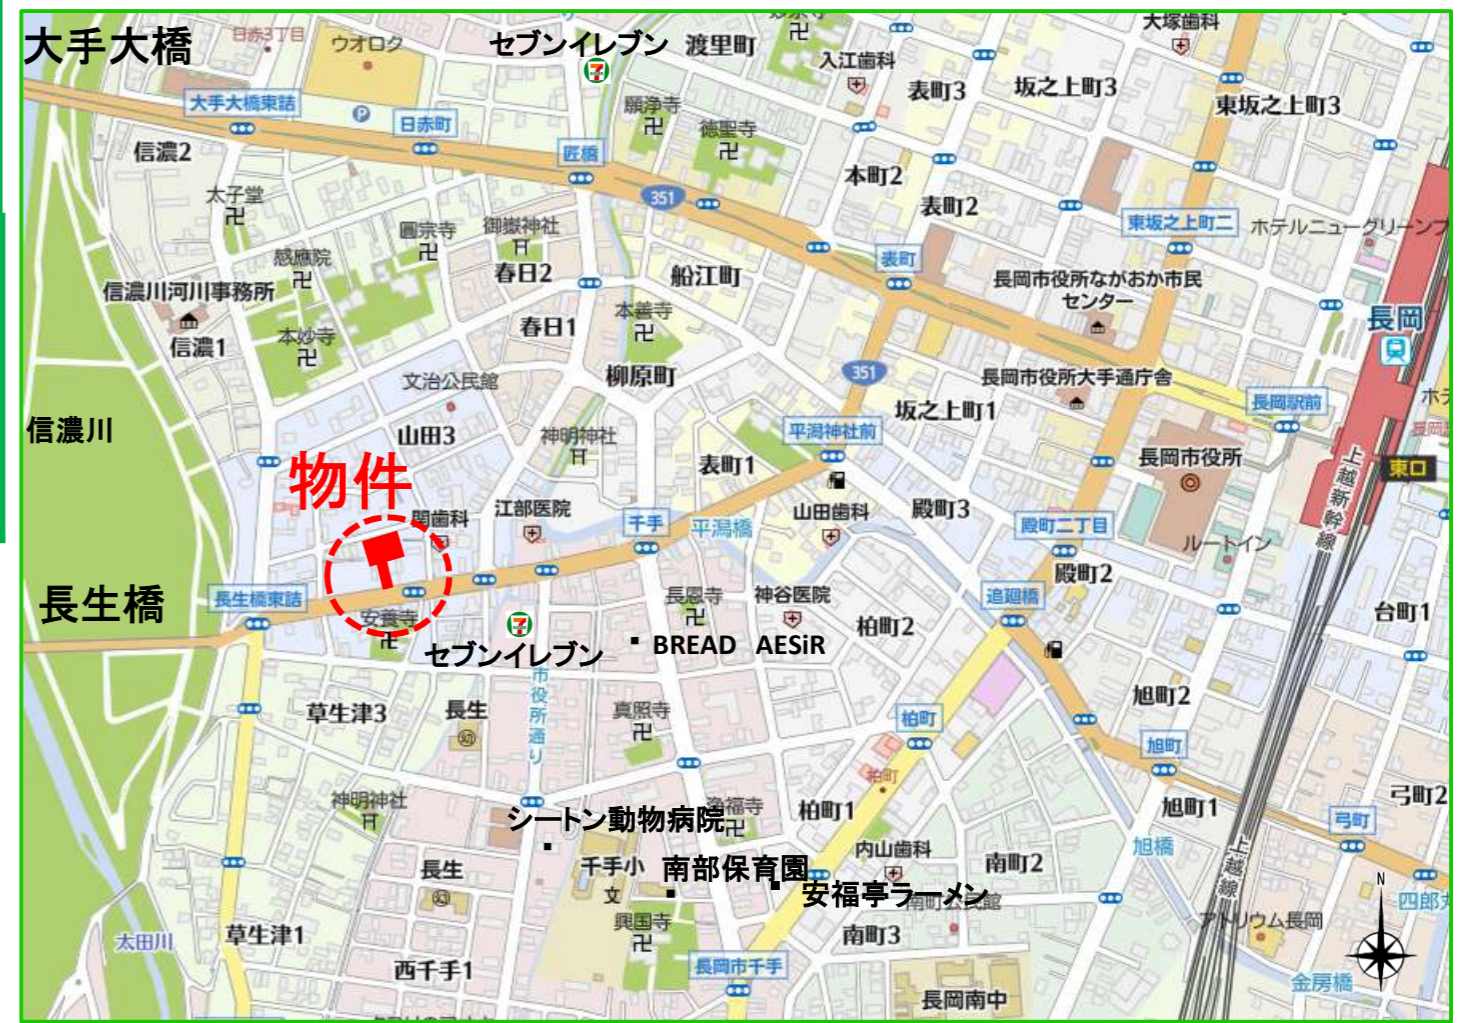 大手大橋
日赤3丁目
ウオロク
セブンイレブン
渡里町
入江歯科
大塚歯科
表町3
坂之上町3
東坂之上町3
大手大橋東詰
日赤町
匠橋
願浄寺
徳聖寺
信濃2
太子堂
圓宗寺
御嶽神社
351
本町2
表町2
東坂之上町二
ホテルニューグリーンプ
感應院
春日2
船江町
表町
長岡市役所ながおか市民
センター
信濃川河川事務所
本善寺
春日1
長岡
信濃1
本妙寺
文治公民館
柳原町
351
長岡市役所大手通庁舎
坂之上町1
長岡駅前
ホテ
信濃川
山田3
神明神社
平潟神社前
表町1
長岡市役所
上越新幹線
東口
物件
関歯科
江部医院
千手
平潟橋
山田歯科
殿町3
殿町二丁目
ルートイン
殿町2
長生橋
長生橋東詰
安養寺
長恩寺
神谷医院
追廻橋
柏町2
台町1
セブンイレブン
BREAD AESiR
市役所通り
草生津3
長生
真照寺
旭町2
柏町
旭町
柏町
神明神社
シートン動物病院
浄福寺
柏町1
旭町1
弓町2
弓町
旭橋
上越線
内山歯科
南町2
長生
千手小
文
南部保育園
安福亭ラーメン
南町公民館
N
四郎丸
太田川
草生津1
興国寺
南町3
アトリウム長岡
西千手1
長岡市千手
長岡南中
金房橋